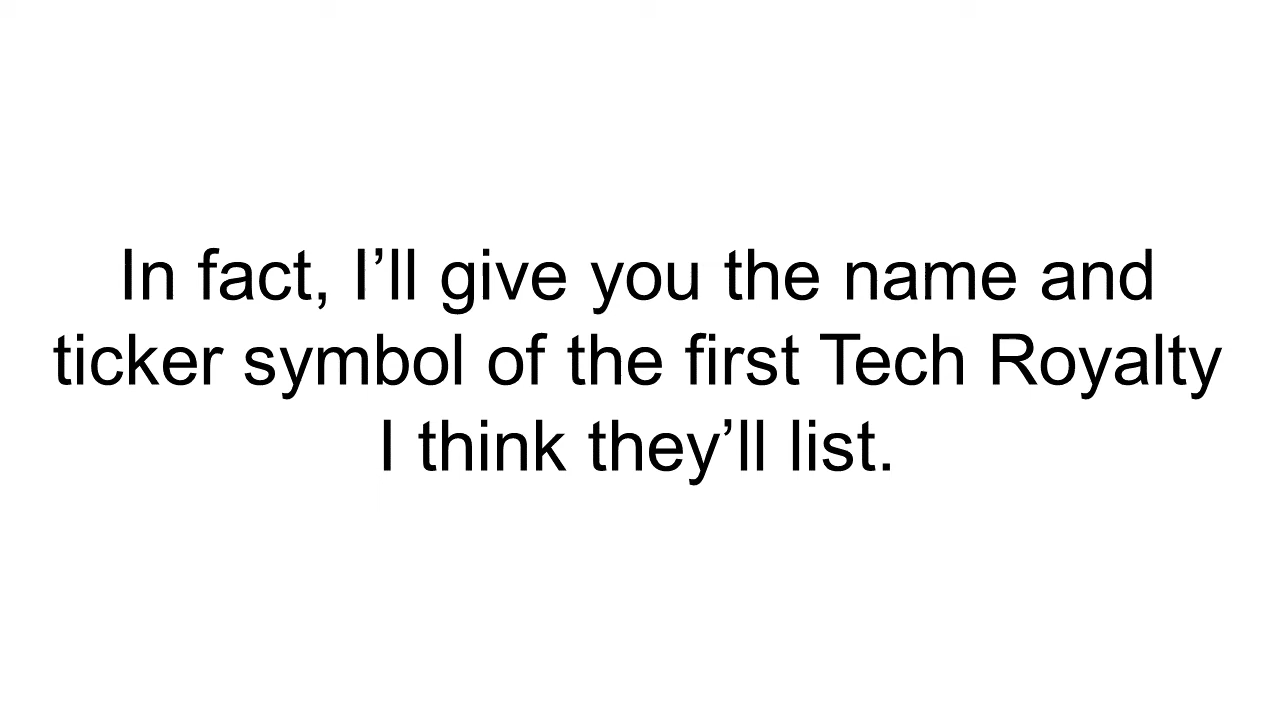 In fact, I’ll give you the name and
ticker symbol of the first Tech Royalty
I think they’ll list.